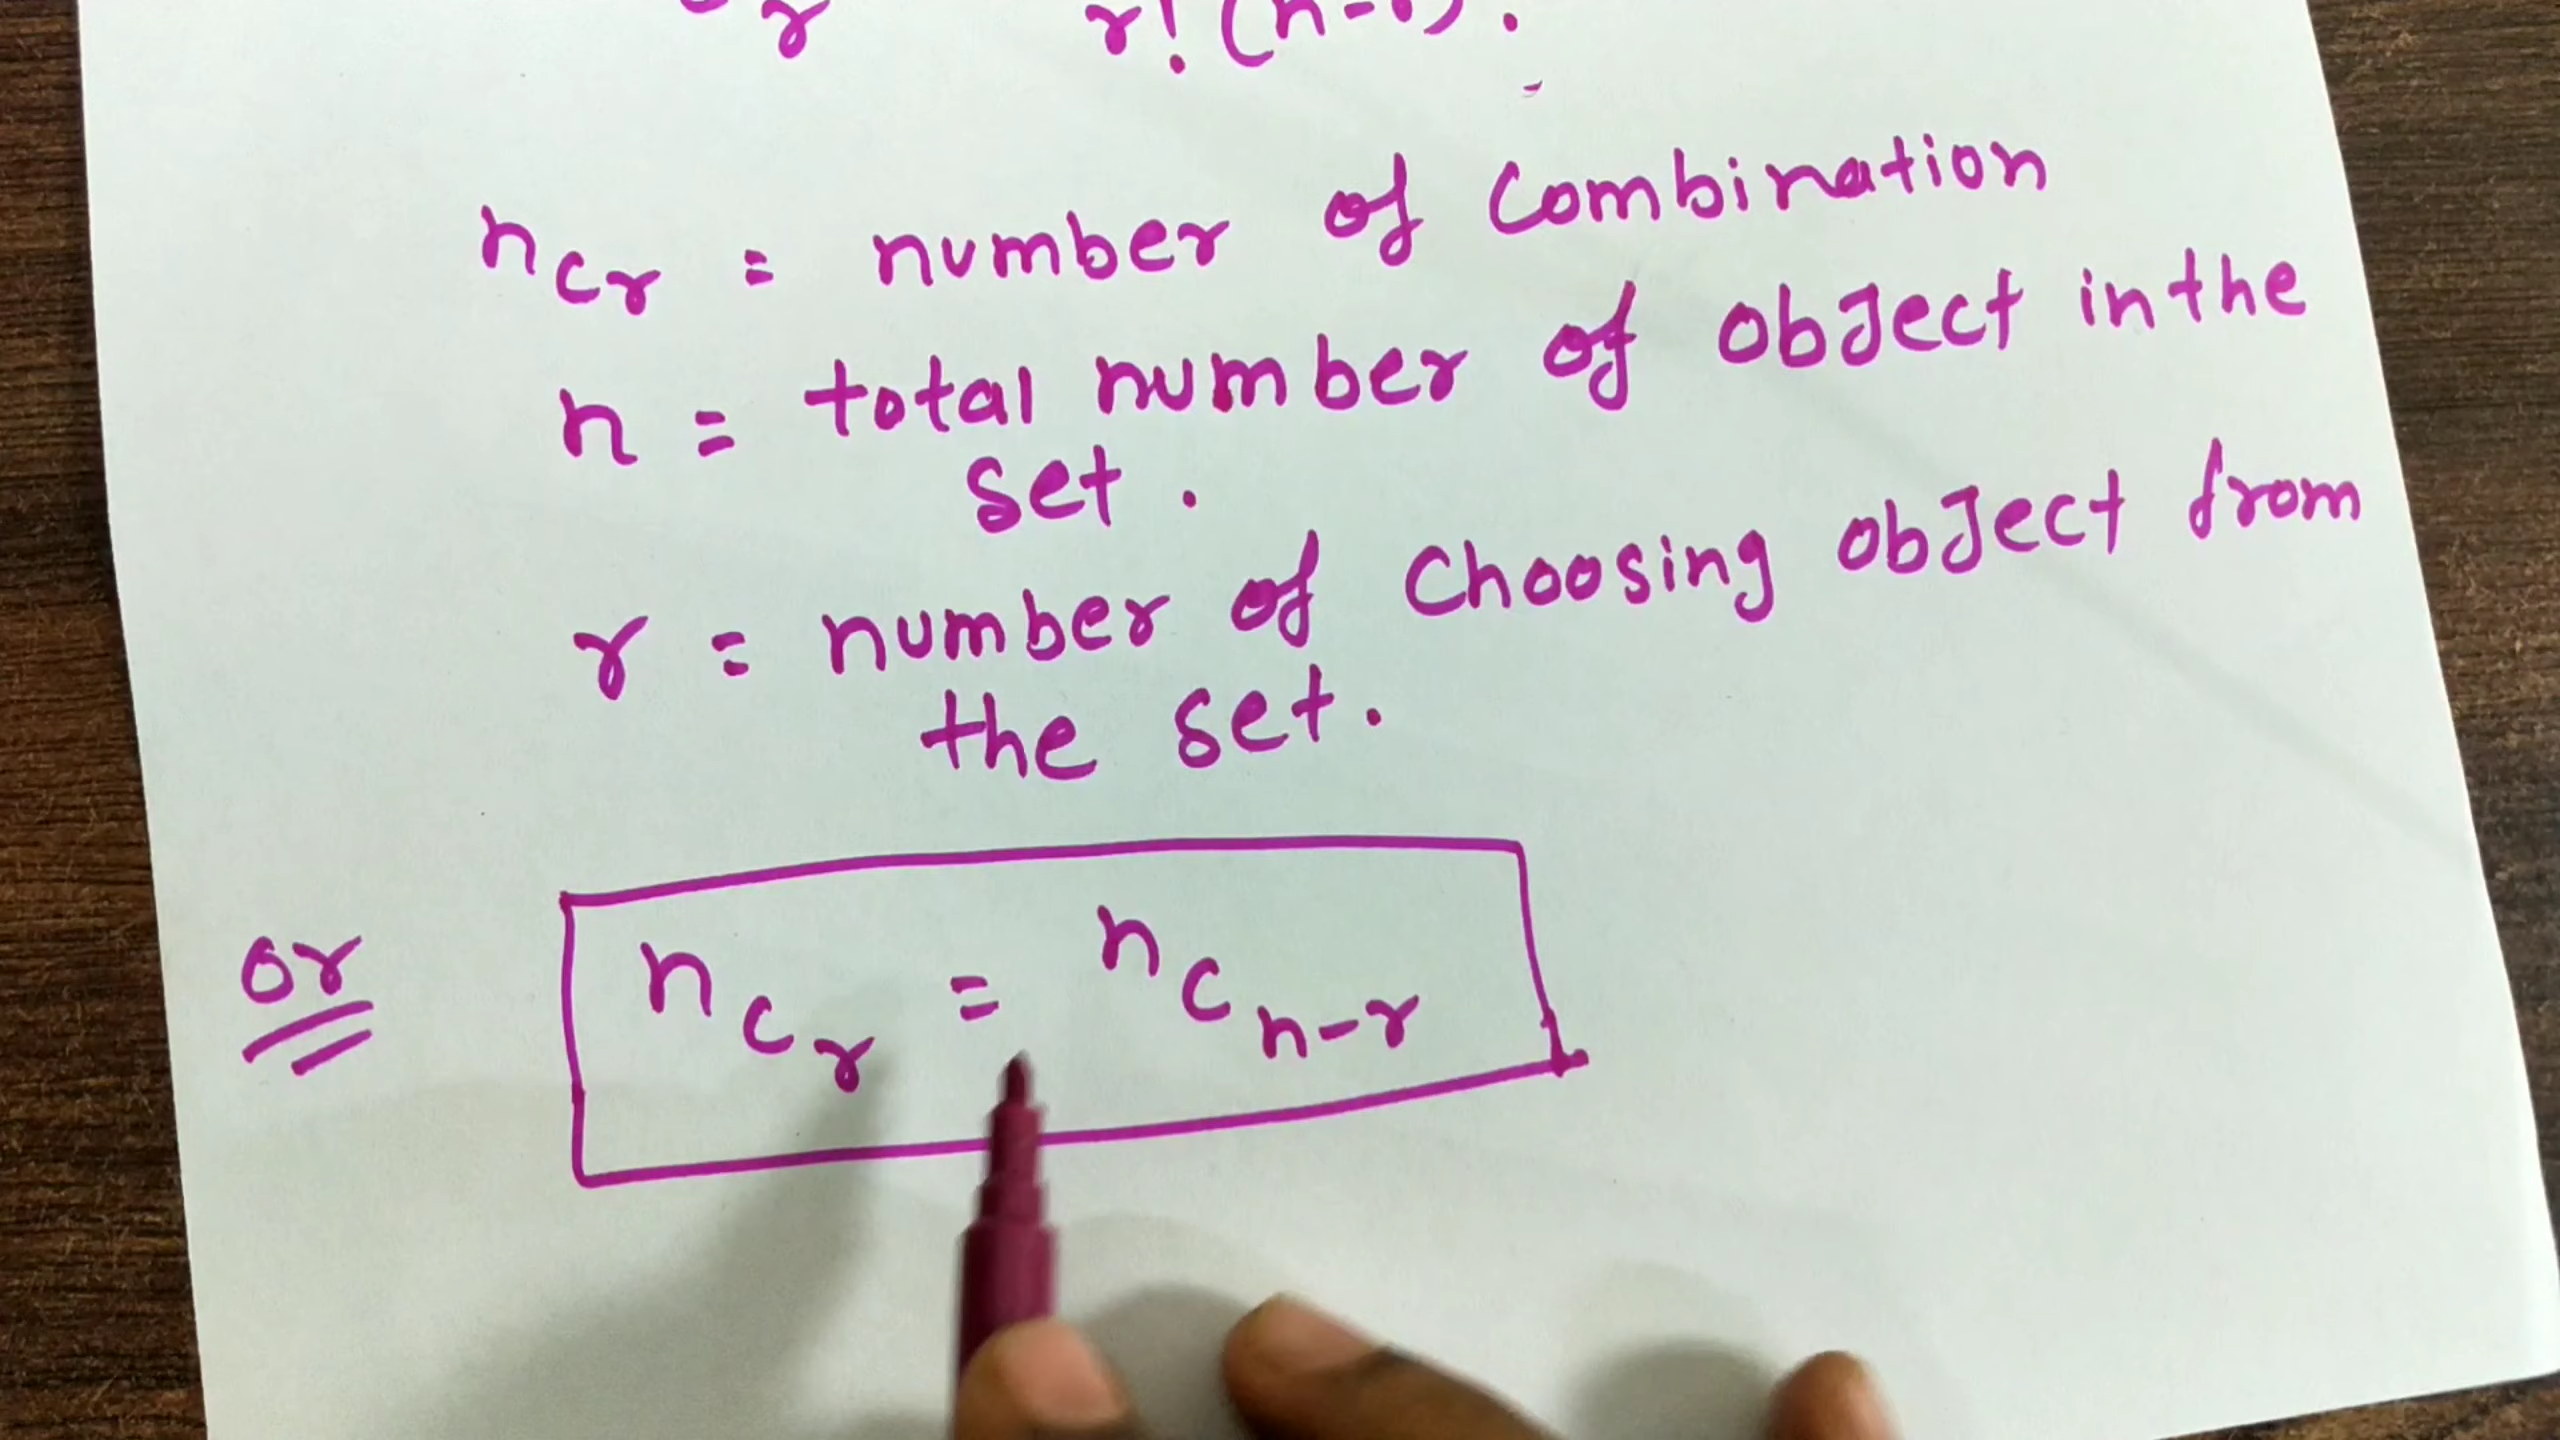 r r! (n-r)!
ncr = number of combination
n = total number of object in the
set .
r = number of choosing object from
the set.
or ncr = ncn-r